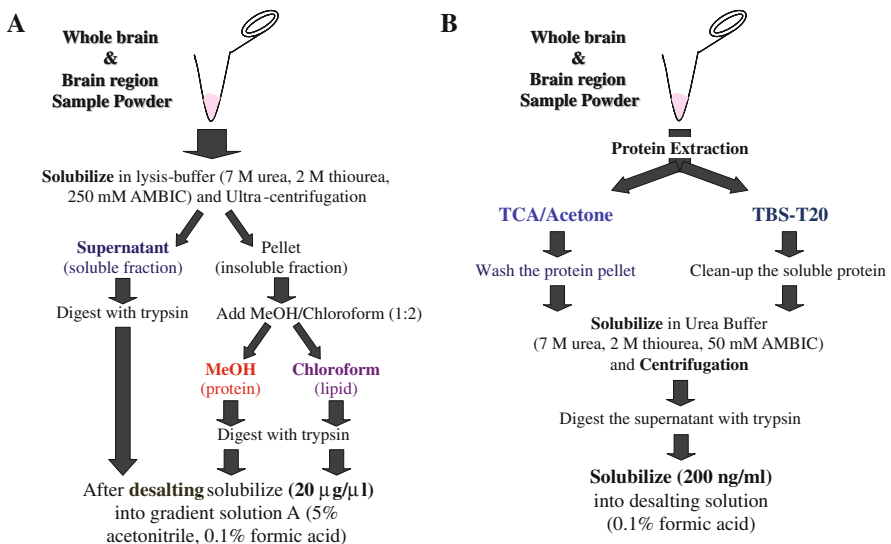 A
Whole brain
&
Brain region
Sample Powder
Solubilize in lysis-buffer (7 M urea, 2 M thiourea,
250 mM AMBIC) and Ultra-centrifugation
Supernatant
(soluble fraction)
Pellet
(insoluble fraction)
Digest with trypsin
Add MeOH/Chloroform (1:2)
MeOH
(protein)
Chloroform
(lipid)
Digest with trypsin
After desalting solubilize (20 μg/μl)
into gradient solution A (5%
acetonitrile, 0.1% formic acid)
B
Whole brain
&
Brain region
Sample Powder
Protein Extraction
TCA/Acetone
TBS-T20
Wash the protein pellet
Clean-up the soluble protein
Solubilize in Urea Buffer
(7 M urea, 2 M thiourea, 50 mM AMBIC)
and Centrifugation
Digest the supernatant with trypsin
Solubilize (200 ng/ml)
into desalting solution
(0.1% formic acid)